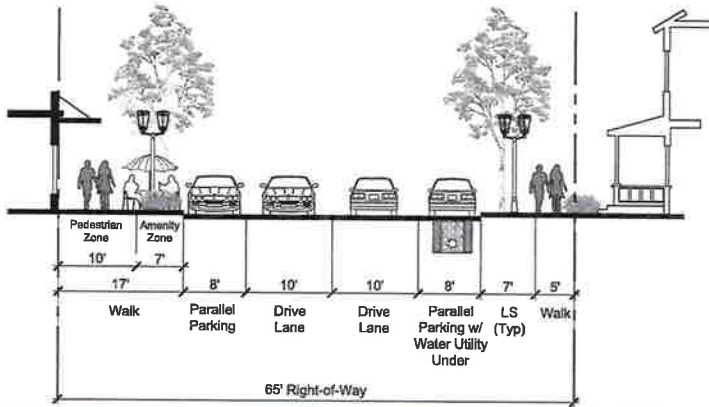 Pedestrian Zone
Amenity Zone
10'
7'
17'
8'
10'
10'
8'
7'
5'
Walk
Parallel Parking
Drive Lane
Drive Lane
Parallel Parking w/ Water Utility Under
LS (Typ)
Walk
65' Right-of-Way